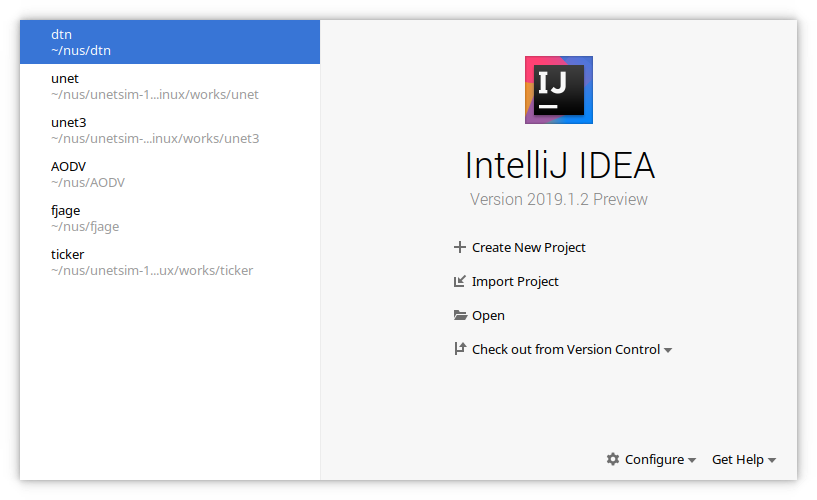 dtn
~/nus/dtn
unet
~/nus/unetsim-1...inux/works/unet
unet3
~/nus/unetsim-...inux/works/unet3
AODV
~/nus/AODV
fjage
~/nus/fjage
ticker
~/nus/unetsim-1...ux/works/ticker
IJ
IntelliJ IDEA
Version 2019.1.2 Preview
Create New Project
Import Project
Open
Check out from Version Control
Configure
Get Help